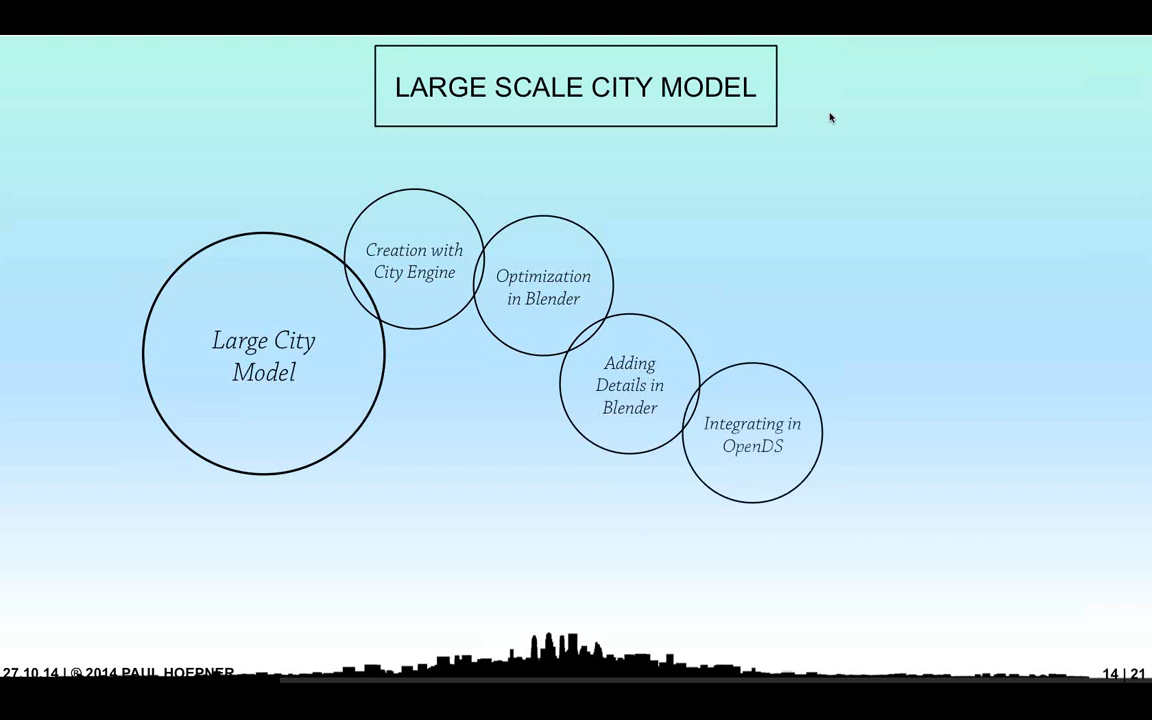 LARGE SCALE CITY MODEL
Large City
Model
Creation with
City Engine
Optimization
in Blender
Adding
Details in
Blender
Integrating in
OpenDS
27.10.14 | © 2014 PAUL HOEPNER
14 | 21